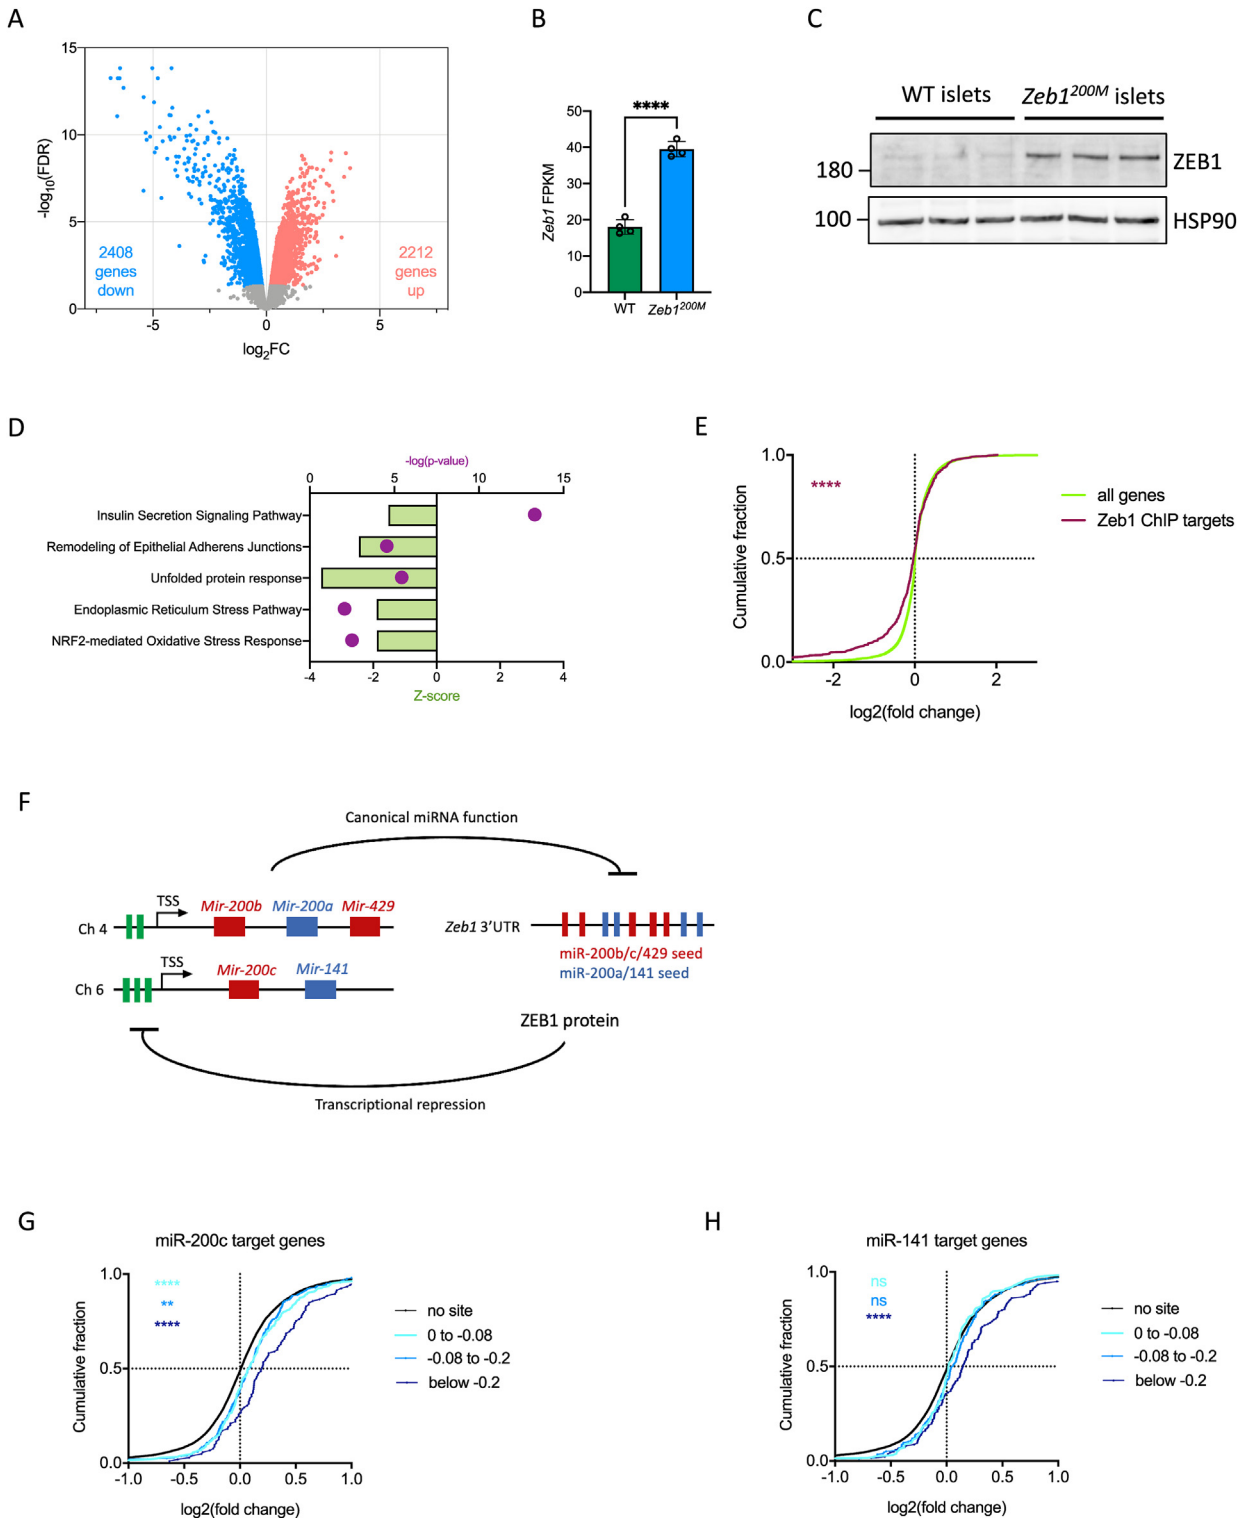 A
15
10
5
0
-5
0
5
-log10(FDR)
log2FC
2408
genes
down
2212
genes
up
B
****
50
40
30
20
10
0
Zeb1 FPKM
WT
Zeb1200M
C
WT islets
Zeb1200M islets
180
ZEB1
100
HSP90
D
-log(p-value)
0
5
10
15
Insulin Secretion Signaling Pathway
Remodeling of Epithelial Adherens Junctions
Unfolded protein response
Endoplasmic Reticulum Stress Pathway
NRF2-mediated Oxidative Stress Response
-4
-2
0
2
4
Z-score
E
1.0
0.5
0.0
****
Cumulative fraction
-2
0
2
log2(fold change)
all genes
Zeb1 ChIP targets
F
Canonical miRNA function
TSS
Mir-200b
Mir-200a
Mir-429
Ch 4
Zeb1 3'UTR
miR-200b/c/429 seed
miR-200a/141 seed
TSS
Mir-200c
Mir-141
Ch 6
ZEB1 protein
Transcriptional repression
G
miR-200c target genes
1.0
0.5
0.0
****
**
****
Cumulative fraction
-1.0
-0.5
0.0
0.5
1.0
log2(fold change)
no site
0 to -0.08
-0.08 to -0.2
below -0.2
H
miR-141 target genes
1.0
0.5
0.0
ns
ns
****
Cumulative fraction
-1.0
-0.5
0.0
0.5
1.0
log2(fold change)
no site
0 to -0.08
-0.08 to -0.2
below -0.2